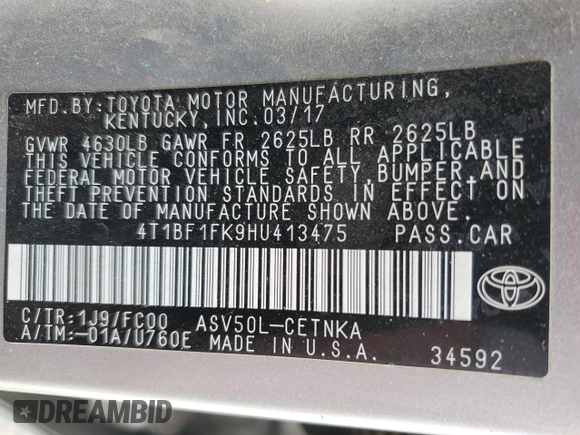 MFD.BY:TOYOTA MOTOR MANUFACTURING,
KENTUCKY, INC.03/17
GVWR 4630LB GAWR FR 2625LB RR 2625LB
THIS VEHICLE CONFORMS TO ALL APPLICABLE
FEDERAL MOTOR VEHICLE SAFETY,BUMPER,AND
THEFT PREVENTION STANDARDS IN EFFECT ON
THE DATE OF MANUFACTURE SHOWN ABOVE.
4T1BF1FK9HU413475 PASS.CAR
C/TR:1J9/FC00 ASV50L-CETNKA
A/TM:-01A/U760E MADE IN U.S.A. 34592
DREAMBID